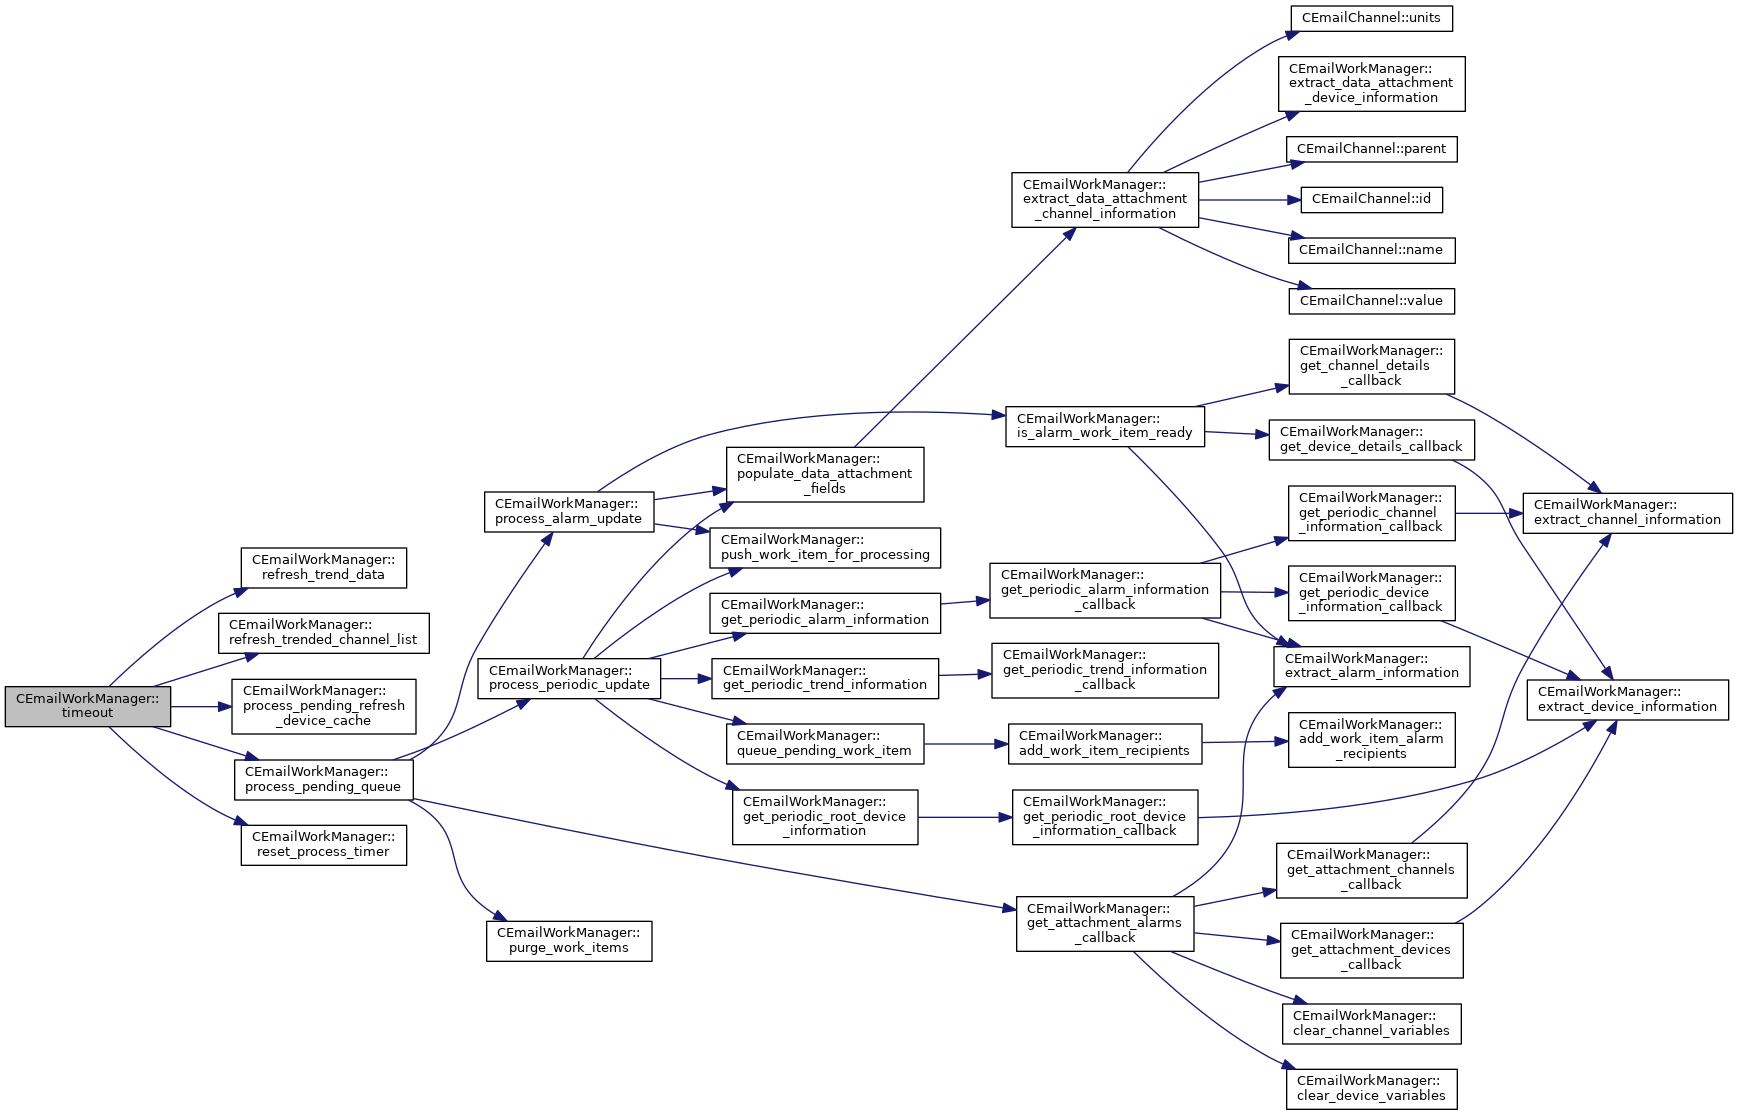 CEmailWorkManager::
timeout
CEmailWorkManager::
refresh_trend_data
CEmailWorkManager::
refresh_trended_channel_list
CEmailWorkManager::
process_pending_refresh
_device_cache
CEmailWorkManager::
process_pending_queue
CEmailWorkManager::
reset_process_timer
CEmailWorkManager::
process_alarm_update
CEmailWorkManager::
process_periodic_update
CEmailWorkManager::
purge_work_items
CEmailWorkManager::
populate_data_attachment
_fields
CEmailWorkManager::
push_work_item_for_processing
CEmailWorkManager::
get_periodic_alarm_information
CEmailWorkManager::
get_periodic_trend_information
CEmailWorkManager::
queue_pending_work_item
CEmailWorkManager::
get_periodic_root_device
_information
CEmailWorkManager::
extract_data_attachment
_channel_information
CEmailWorkManager::
is_alarm_work_item_ready
CEmailWorkManager::
get_periodic_alarm_information
_callback
CEmailWorkManager::
get_periodic_trend_information
_callback
CEmailWorkManager::
add_work_item_recipients
CEmailWorkManager::
get_periodic_root_device
_information_callback
CEmailWorkManager::
get_attachment_alarms
_callback
CEmailChannel::units
CEmailWorkManager::
extract_data_attachment
_device_information
CEmailChannel::parent
CEmailChannel::id
CEmailChannel::name
CEmailChannel::value
CEmailWorkManager::
get_channel_details
_callback
CEmailWorkManager::
get_device_details_callback
CEmailWorkManager::
get_periodic_channel
_information_callback
CEmailWorkManager::
get_periodic_device
_information_callback
CEmailWorkManager::
extract_alarm_information
CEmailWorkManager::
add_work_item_alarm
_recipients
CEmailWorkManager::
get_attachment_channels
_callback
CEmailWorkManager::
get_attachment_devices
_callback
CEmailWorkManager::
clear_channel_variables
CEmailWorkManager::
clear_device_variables
CEmailWorkManager::
extract_channel_information
CEmailWorkManager::
extract_device_information